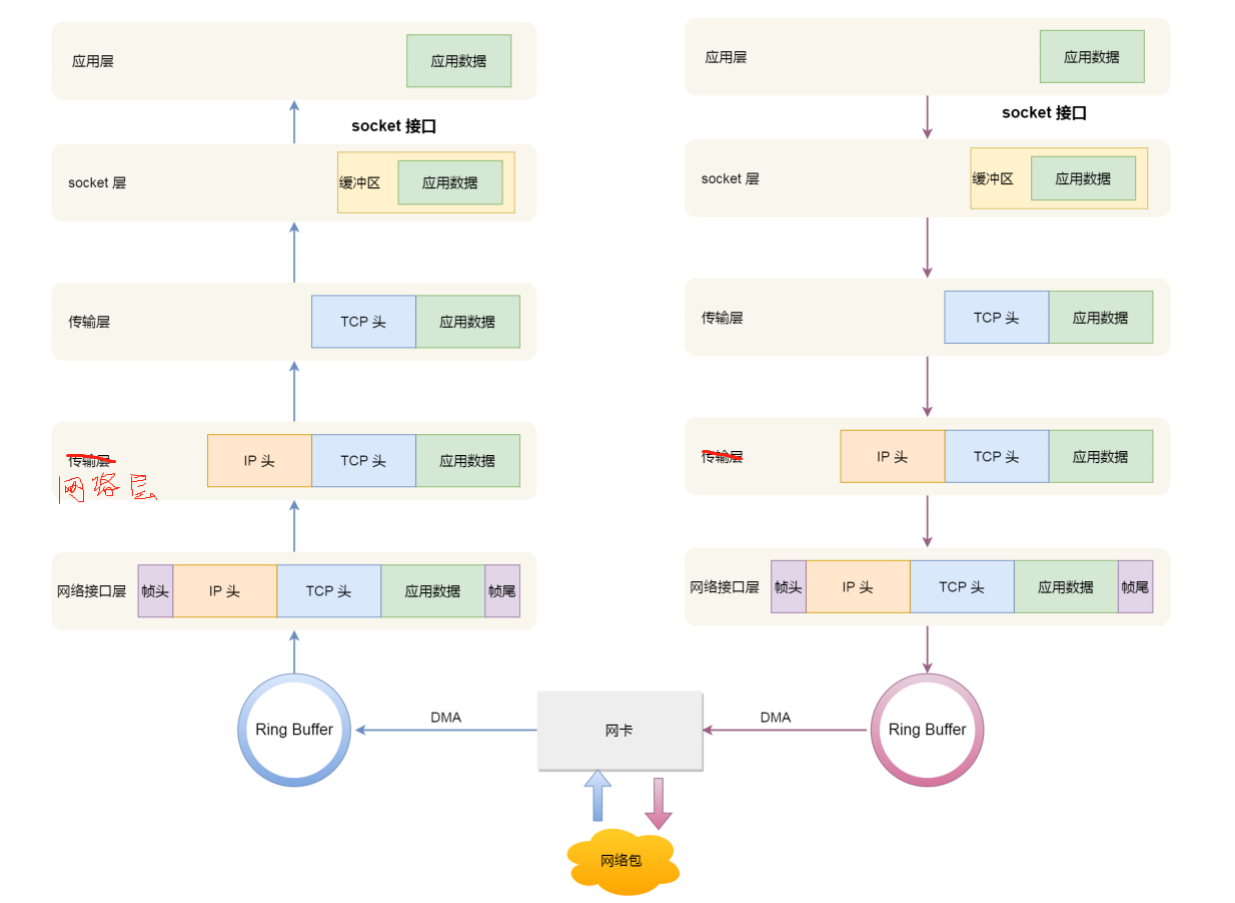 应用层
应用数据
socket 接口
socket 层
缓冲区
应用数据
传输层
TCP 头
应用数据
传输层
网络层
IP 头
TCP 头
应用数据
网络接口层
帧头
IP 头
TCP 头
应用数据
帧尾
Ring Buffer
DMA
网卡
网络包
应用层
应用数据
socket 接口
socket 层
缓冲区
应用数据
传输层
TCP 头
应用数据
传输层
IP 头
TCP 头
应用数据
网络接口层
帧头
IP 头
TCP 头
应用数据
帧尾
DMA
Ring Buffer